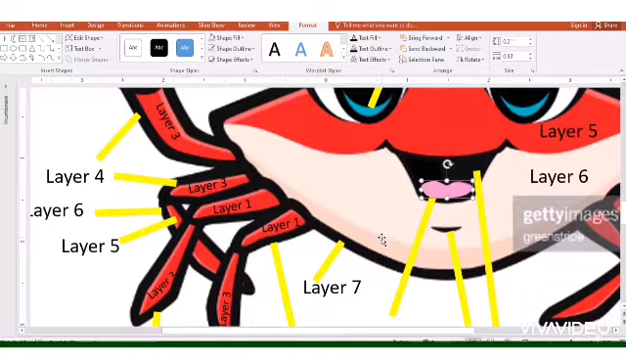 File Home Insert Design Transitions Animations Slide Show Review View Format Tell me what you want to do... Sign in Share
Edit Shape
Text Box
Merge Shapes
Insert Shapes
Abc Abc Abc
Shape Fill
Shape Outline
Shape Effects
Shape Styles
A A A
WordArt Styles
Text Fill
Text Outline
Text Effects
Bring Forward
Send Backward
Selection Pane
Align
Group
Rotate
Arrange
Size
Thumbnails
Layer 3
Layer 5
Layer 4
Layer 3
Layer 6
Layer 1
Layer 6
Layer 5
Layer 1
gettyimages
greenstripe
Layer 3
Layer 3
Layer 7
VIVAVIDEO